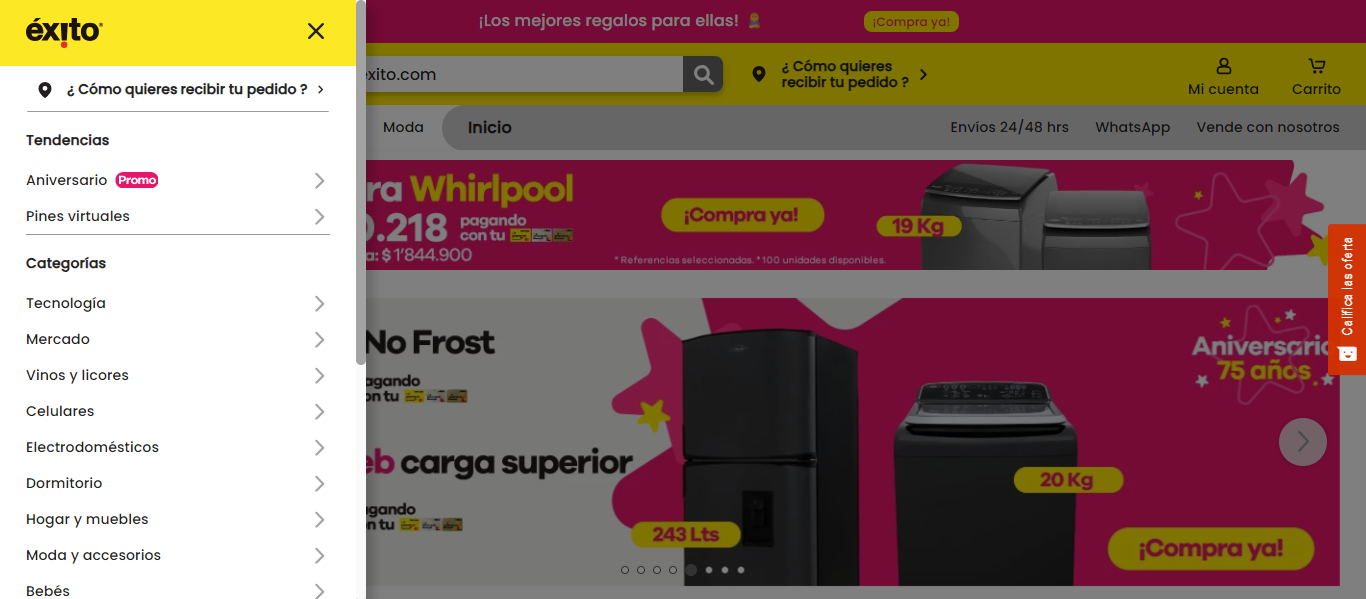 éxito
¿ Cómo quieres recibir tu pedido ?
Tendencias
Aniversario Promo
Pines virtuales
Categorías
Tecnología
Mercado
Vinos y licores
Celulares
Electrodomésticos
Dormitorio
Hogar y muebles
Moda y accesorios
Bebés
¡Los mejores regalos para ellas!
¡Compra ya!
xito.com
¿ Cómo quieres
recibir tu pedido ?
Mi cuenta
Carrito
Moda
Inicio
Envíos 24/48 hrs
WhatsApp
Vende con nosotros
ra Whirlpool
0.218 pagando
con tu
a: $ 1'844.900
¡Compra ya!
19 Kg
* Referencias seleccionadas. *100 unidades disponibles.
No Frost
agando
on tu
eb carga superior
agando
on tu
243 Lts
20 Kg
Aniversario
75 años.
¡Compra ya!
Califica las oferta